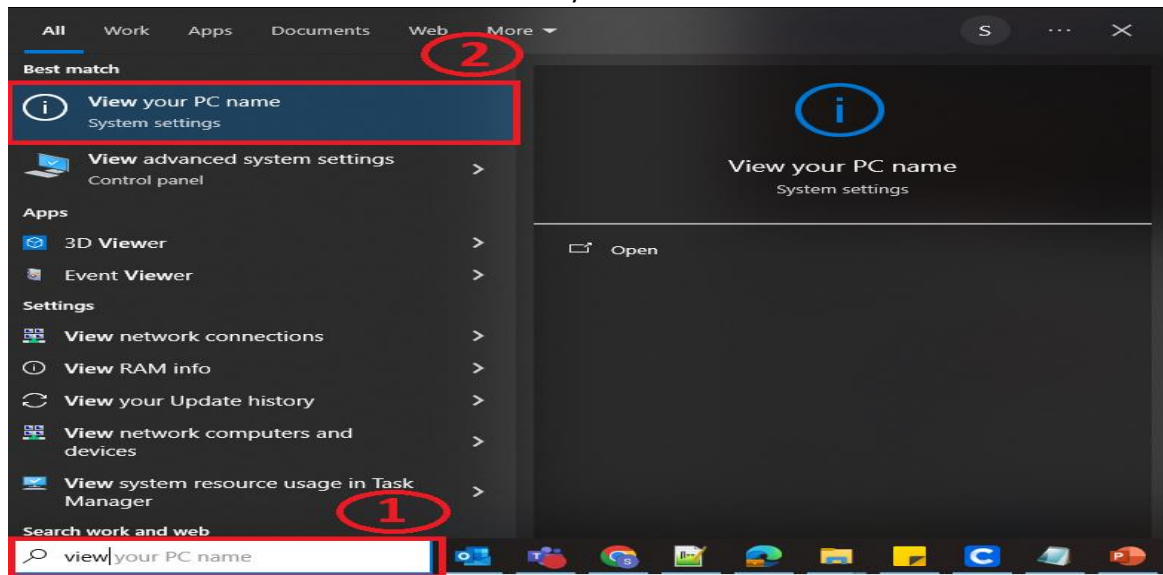 All Work Apps Documents Web More
S ... 
Best match
2
View your PC name
System settings
View advanced system settings
Control panel
Apps
3D Viewer
Event Viewer
Settings
View network connections
View RAM info
View your Update history
View network computers and
devices
View system resource usage in Task
Manager
1
Search work and web
view your PC name
View your PC name
System settings
Open